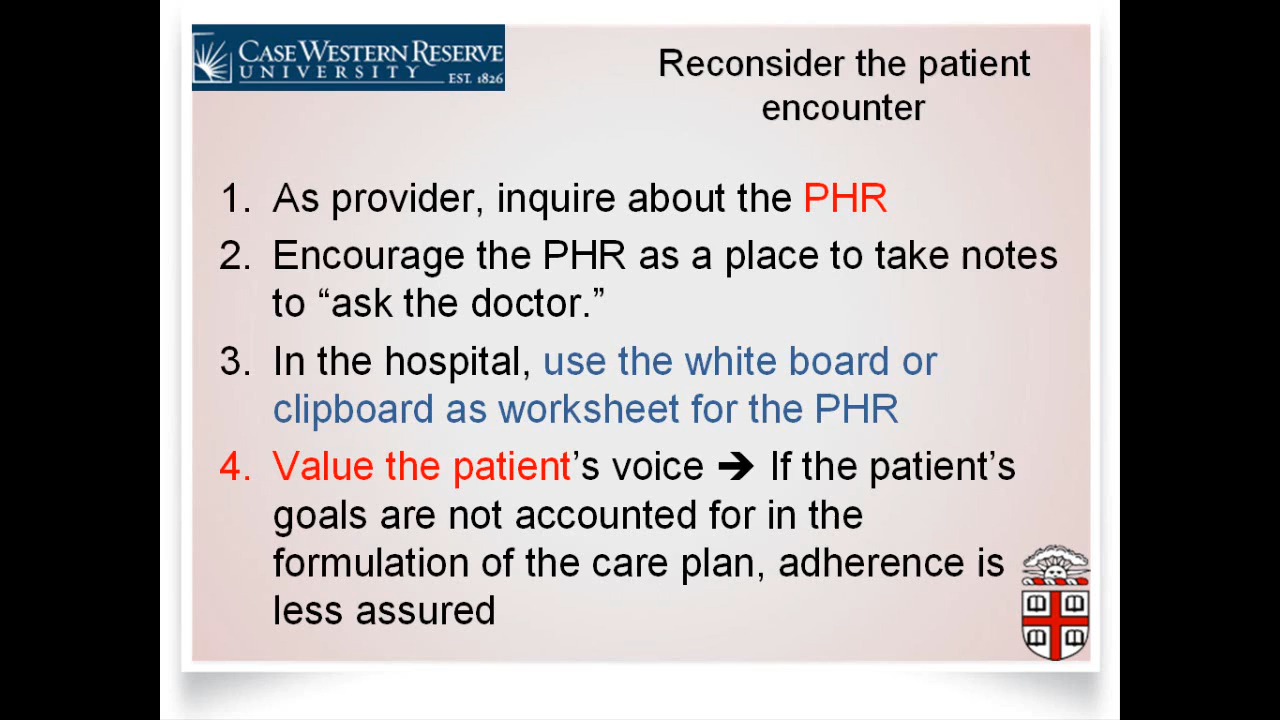 CASE WESTERN RESERVE
UNIVERSITY
EST. 1826
Reconsider the patient
encounter
1. As provider, inquire about the PHR
2. Encourage the PHR as a place to take notes
to “ask the doctor.”
3. In the hospital, use the white board or
clipboard as worksheet for the PHR
4. Value the patient’s voice ➔ If the patient’s
goals are not accounted for in the
formulation of the care plan, adherence is
less assured